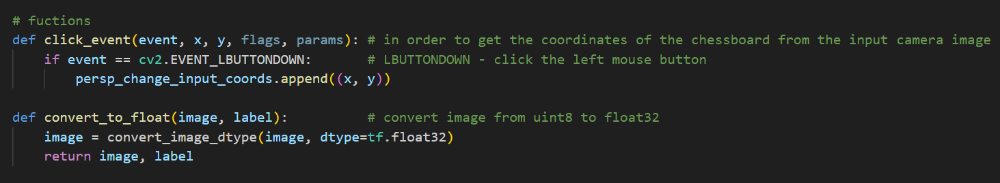 # fuctions
def click_event(event, x, y, flags, params): # in order to get the coordinates of the chessboard from the input camera image
    if event == cv2.EVENT_LBUTTONDOWN:       # LBUTTONDOWN - click the left mouse button
        persp_change_input_coords.append((x, y))

def convert_to_float(image, label):          # convert image from uint8 to float32
    image = convert_image_dtype(image, dtype=tf.float32)
    return image, label